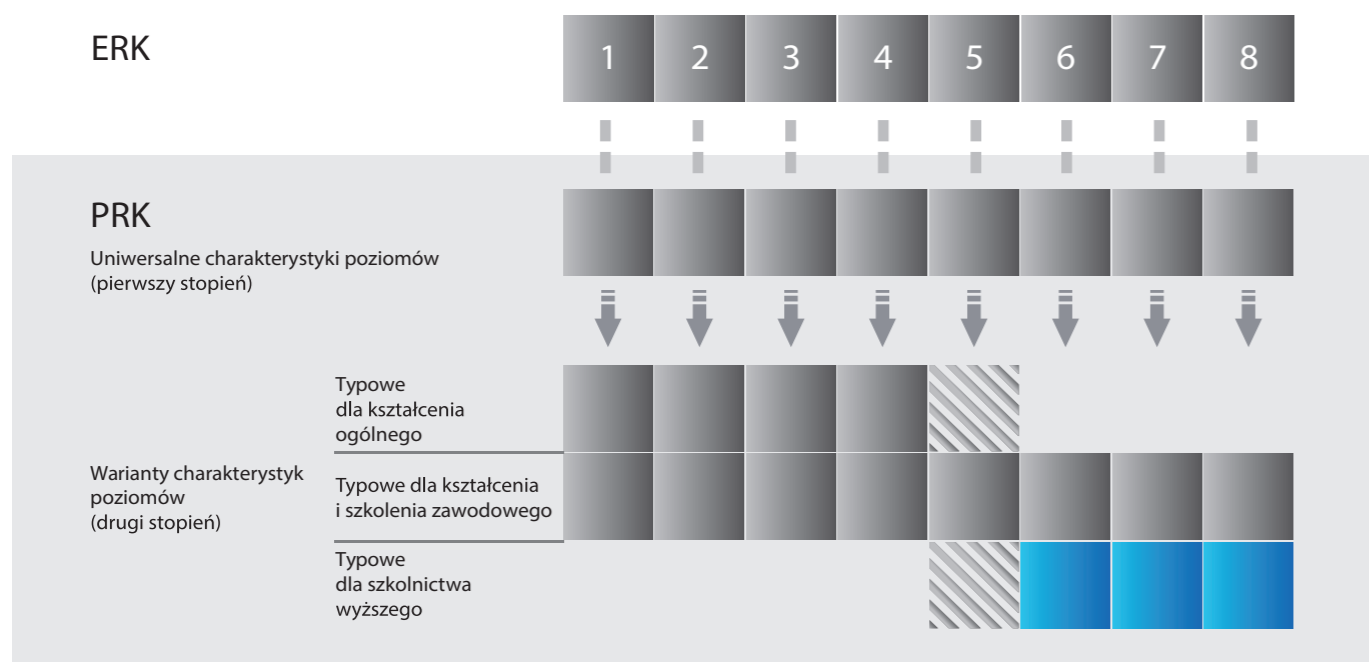 ERK
1 2 3 4 5 6 7 8
PRK
Uniwersalne charakterystyki poziomów
(pierwszy stopień)
Warianty charakterystyk
poziomów
(drugi stopień)
Typowe
dla kształcenia
ogólnego
Typowe dla kształcenia
i szkolenia zawodowego
Typowe
dla szkolnictwa
wyższego